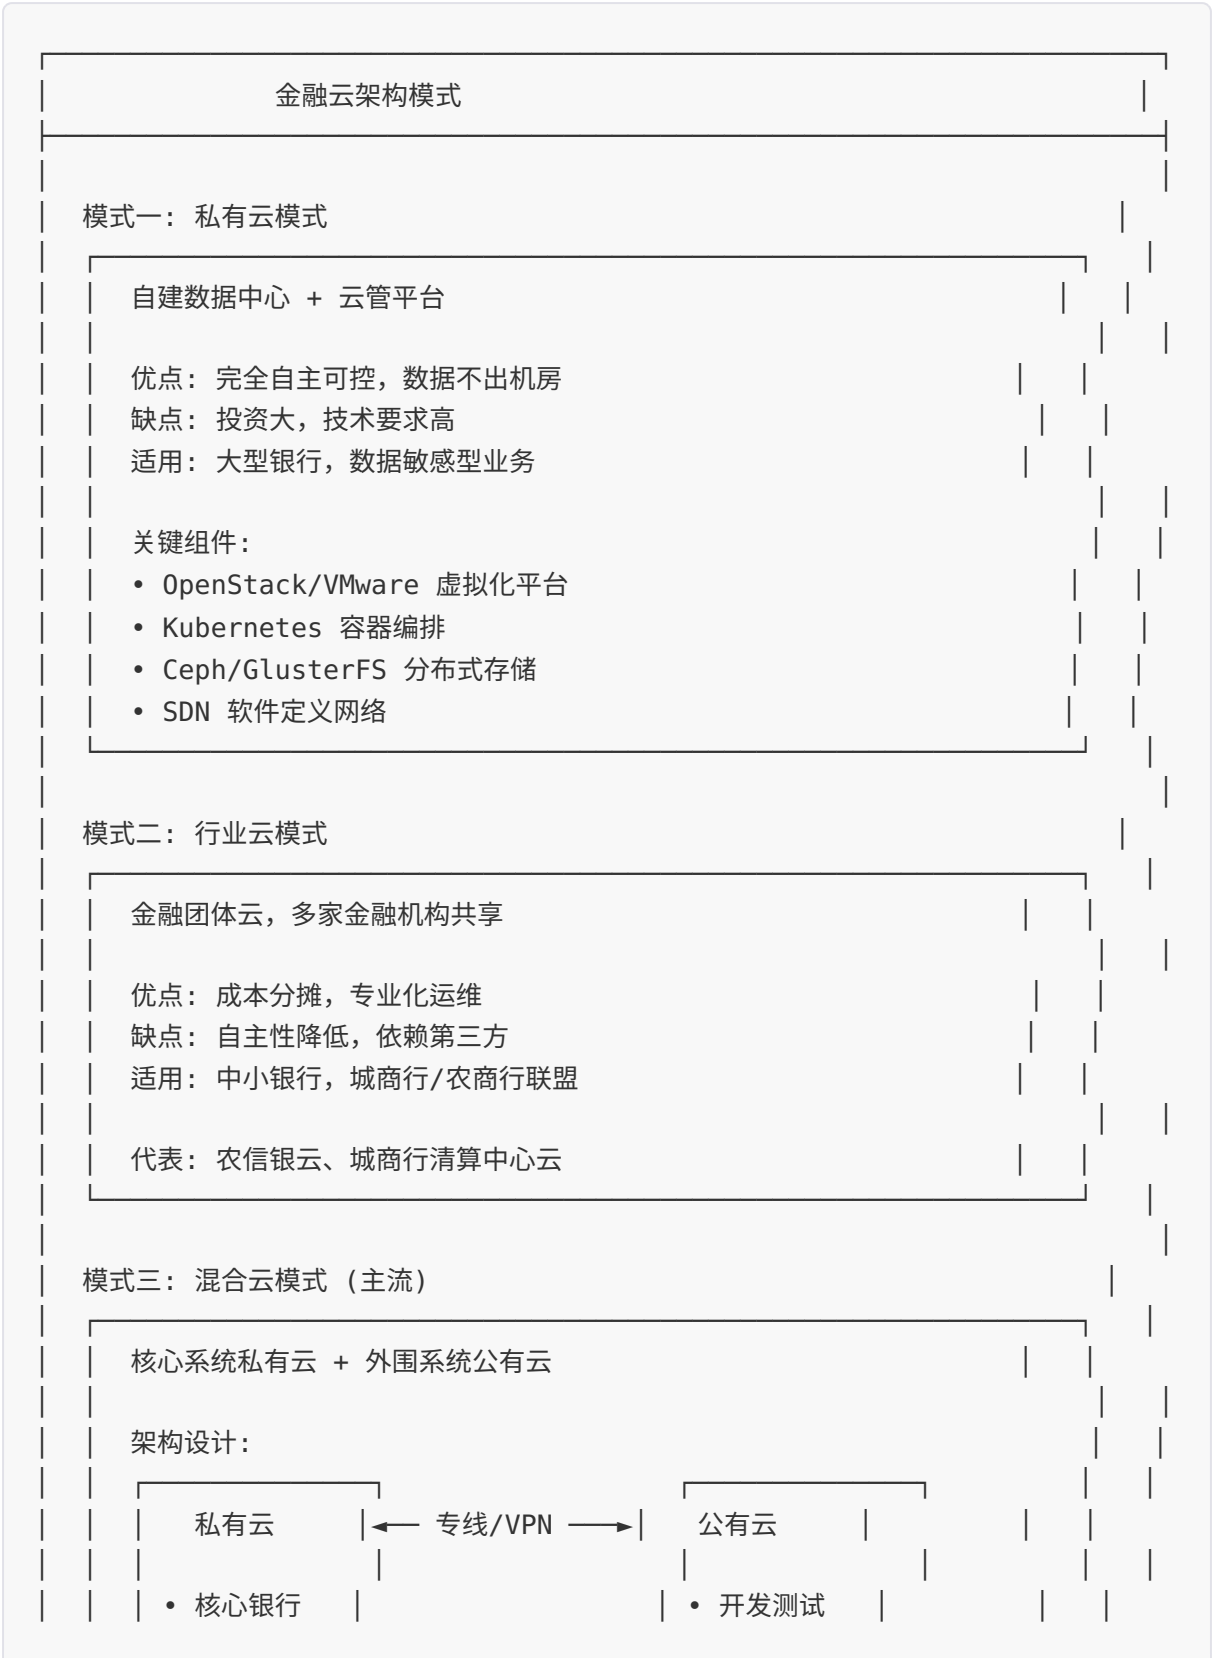 金融云架构模式
模式一: 私有云模式
自建数据中心 + 云管平台
优点: 完全自主可控，数据不出机房
缺点: 投资大，技术要求高
适用: 大型银行，数据敏感型业务
关键组件:
• OpenStack/VMware 虚拟化平台
• Kubernetes 容器编排
• Ceph/GlusterFS 分布式存储
• SDN 软件定义网络
模式二: 行业云模式
金融团体云，多家金融机构共享
优点: 成本分摊，专业化运维
缺点: 自主性降低，依赖第三方
适用: 中小银行，城商行/农商行联盟
代表: 农信银云、城商行清算中心云
模式三: 混合云模式 (主流)
核心系统私有云 + 外围系统公有云
架构设计:
私有云 ◄── 专线/VPN ──► 公有云
• 核心银行 • 开发测试